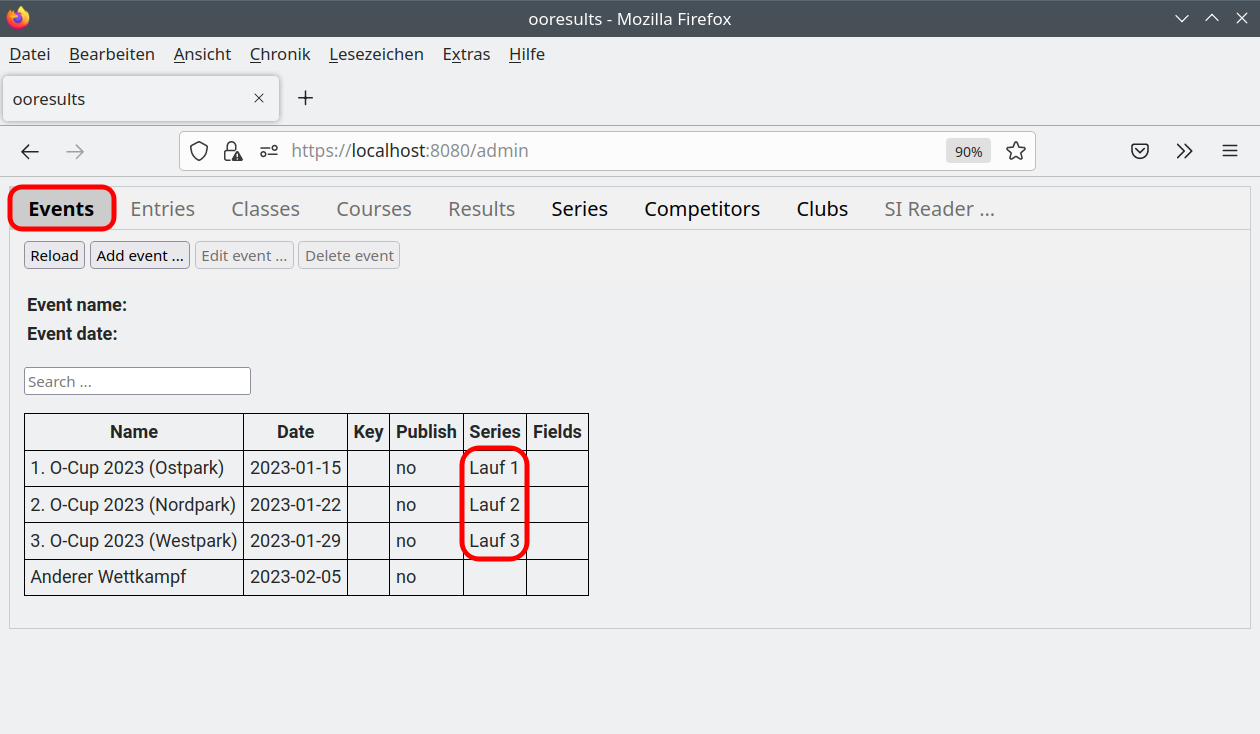 ooresults - Mozilla Firefox
Datei Bearbeiten Ansicht Chronik Lesezeichen Extras Hilfe
ooresults
https://localhost:8080/admin 90%
Events Entries Classes Courses Results Series Competitors Clubs SI Reader ...
Reload Add event ... Edit event ... Delete event
Event name:
Event date:
Search ...
Name Date Key Publish Series Fields
1. O-Cup 2023 (Ostpark) 2023-01-15 no Lauf 1
2. O-Cup 2023 (Nordpark) 2023-01-22 no Lauf 2
3. O-Cup 2023 (Westpark) 2023-01-29 no Lauf 3
Anderer Wettkampf 2023-02-05 no